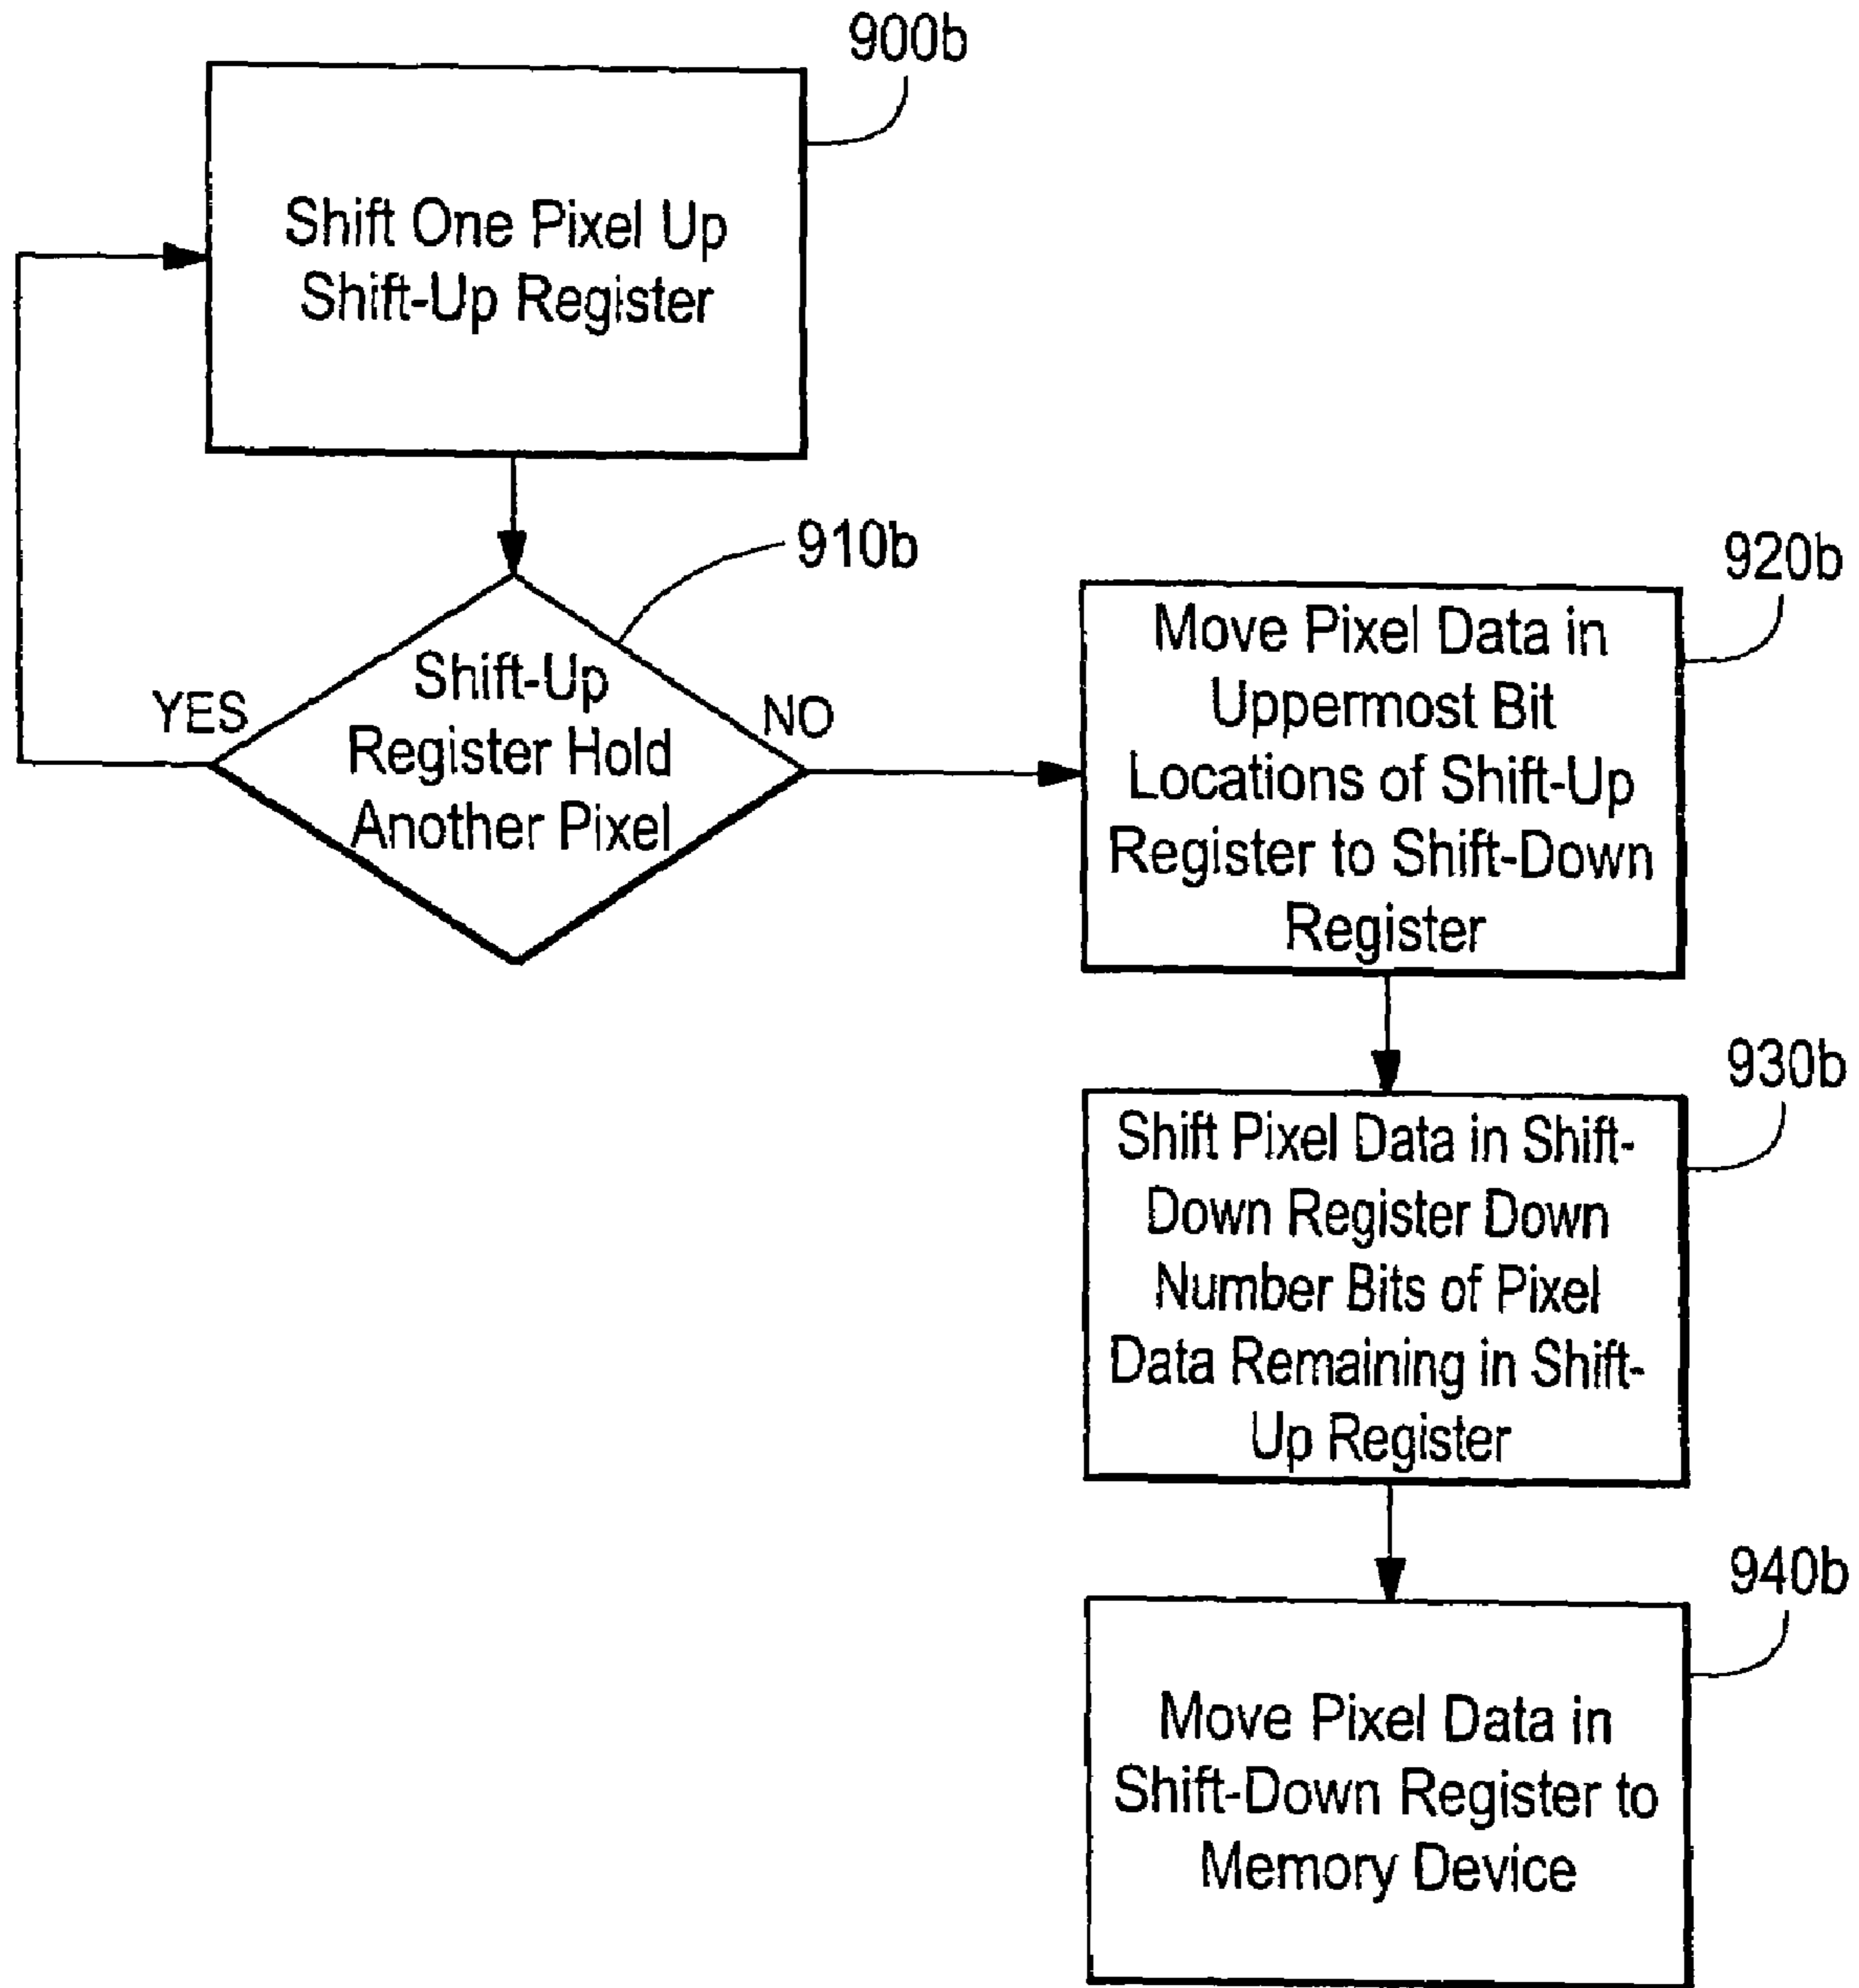 900b
Shift One Pixel Up
Shift-Up Register
910b
Shift-Up
Register Hold
Another Pixel
YES
NO
920b
Move Pixel Data in
Uppermost Bit
Locations of Shift-Up
Register to Shift-Down
Register
930b
Shift Pixel Data in Shift-
Down Register Down
Number Bits of Pixel
Data Remaining in Shift-
Up Register
940b
Move Pixel Data in
Shift-Down Register to
Memory Device